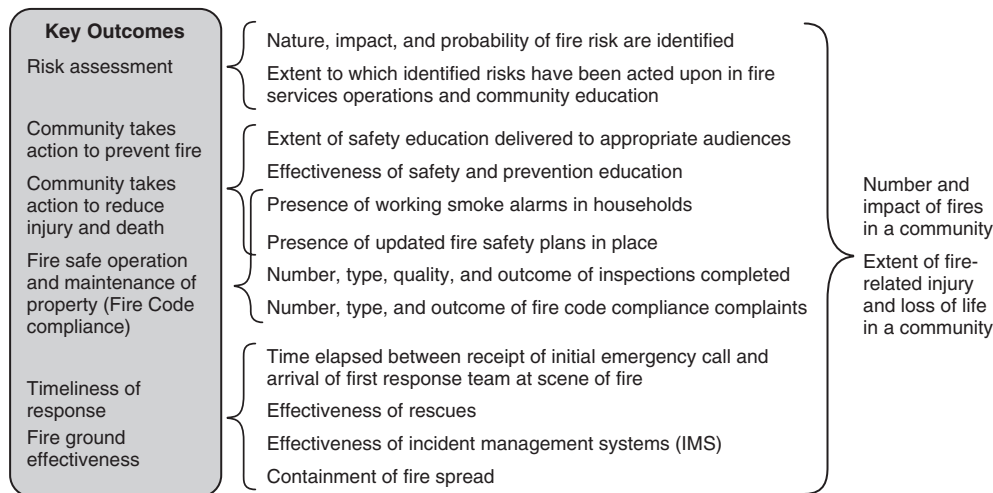 Key Outcomes
Risk assessment
Community takes
action to prevent fire
Community takes
action to reduce
injury and death
Fire safe operation
and maintenance of
property (Fire Code
compliance)
Timeliness of
response
Fire ground
effectiveness
Nature, impact, and probability of fire risk are identified
Extent to which identified risks have been acted upon in fire
services operations and community education
Extent of safety education delivered to appropriate audiences
Effectiveness of safety and prevention education
Presence of working smoke alarms in households
Presence of updated fire safety plans in place
Number, type, quality, and outcome of inspections completed
Number, type, and outcome of fire code compliance complaints
Time elapsed between receipt of initial emergency call and
arrival of first response team at scene of fire
Effectiveness of rescues
Effectiveness of incident management systems (IMS)
Containment of fire spread
Number and
impact of fires
in a community
Extent of fire-
related injury
and loss of life
in a community